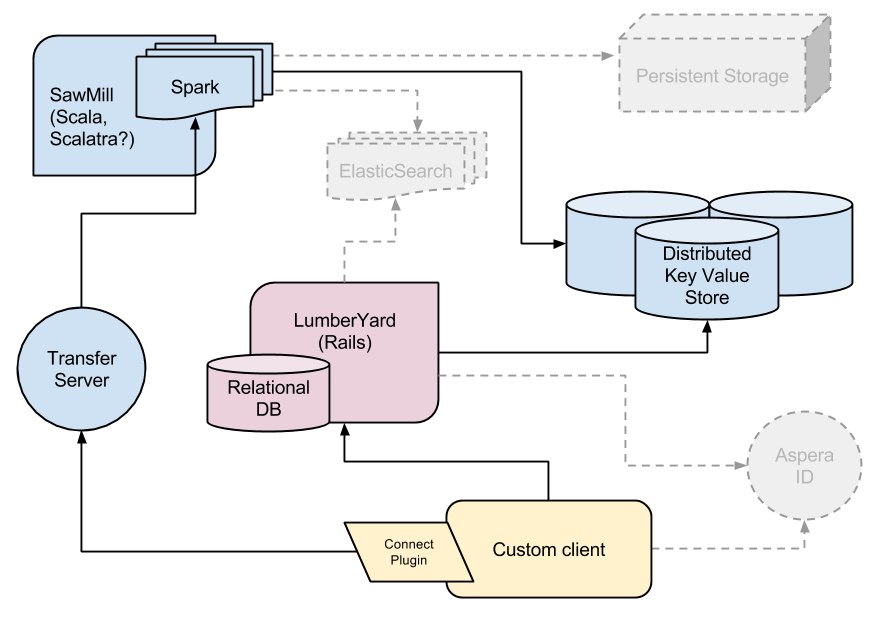 SawMill
(Scala,
Scalatra?)
Spark
Persistent Storage
ElasticSearch
Distributed
Key Value
Store
LumberYard
(Rails)
Relational
DB
Transfer
Server
Aspera
ID
Connect
Plugin
Custom client